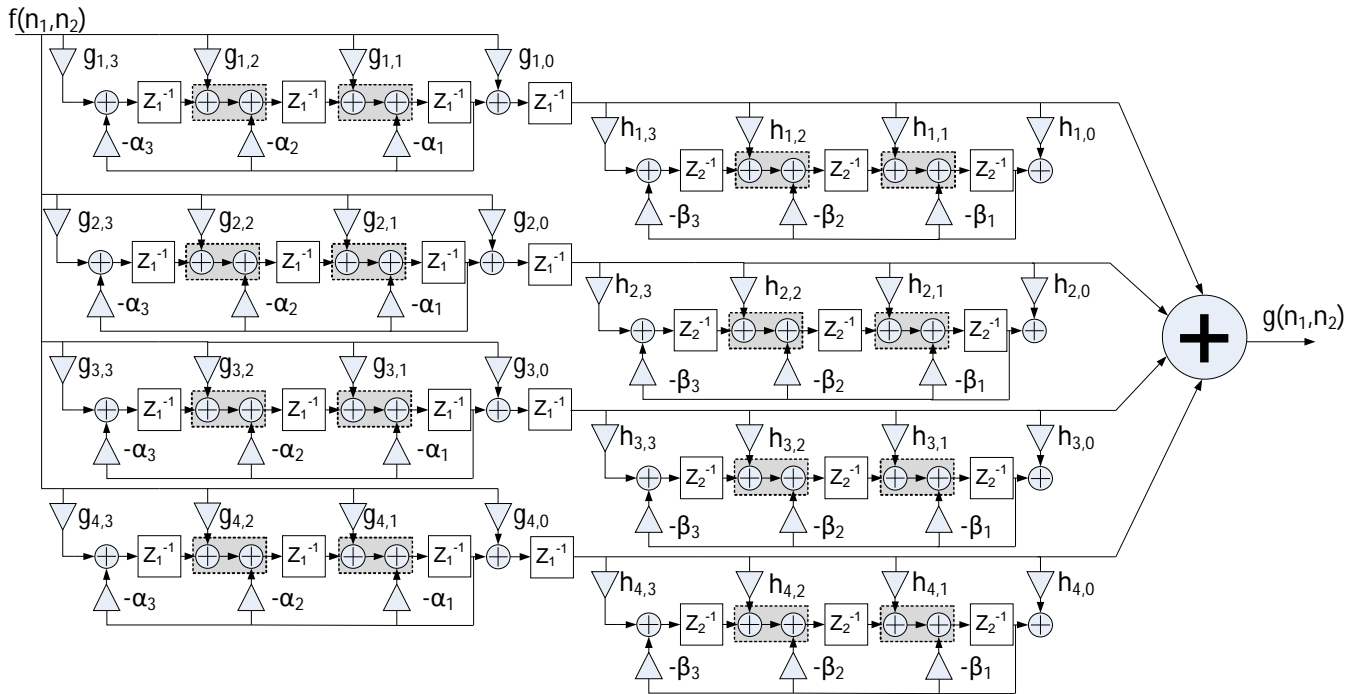 f(n₁,n₂)
g₁,₃ g₁,₂ g₁,₁ g₁,₀
Z₁⁻¹ Z₁⁻¹ Z₁⁻¹ Z₁⁻¹
-α₃ -α₂ -α₁
h₁,₃ h₁,₂ h₁,₁ h₁,₀
Z₂⁻¹ Z₂⁻¹ Z₂⁻¹
-β₃ -β₂ -β₁
g₂,₃ g₂,₂ g₂,₁ g₂,₀
Z₁⁻¹ Z₁⁻¹ Z₁⁻¹ Z₁⁻¹
-α₃ -α₂ -α₁
h₂,₃ h₂,₂ h₂,₁ h₂,₀
Z₂⁻¹ Z₂⁻¹ Z₂⁻¹
-β₃ -β₂ -β₁
g(n₁,n₂)
g₃,₃ g₃,₂ g₃,₁ g₃,₀
Z₁⁻¹ Z₁⁻¹ Z₁⁻¹ Z₁⁻¹
-α₃ -α₂ -α₁
h₃,₃ h₃,₂ h₃,₁ h₃,₀
Z₂⁻¹ Z₂⁻¹ Z₂⁻¹
-β₃ -β₂ -β₁
g₄,₃ g₄,₂ g₄,₁ g₄,₀
Z₁⁻¹ Z₁⁻¹ Z₁⁻¹ Z₁⁻¹
-α₃ -α₂ -α₁
h₄,₃ h₄,₂ h₄,₁ h₄,₀
Z₂⁻¹ Z₂⁻¹ Z₂⁻¹
-β₃ -β₂ -β₁